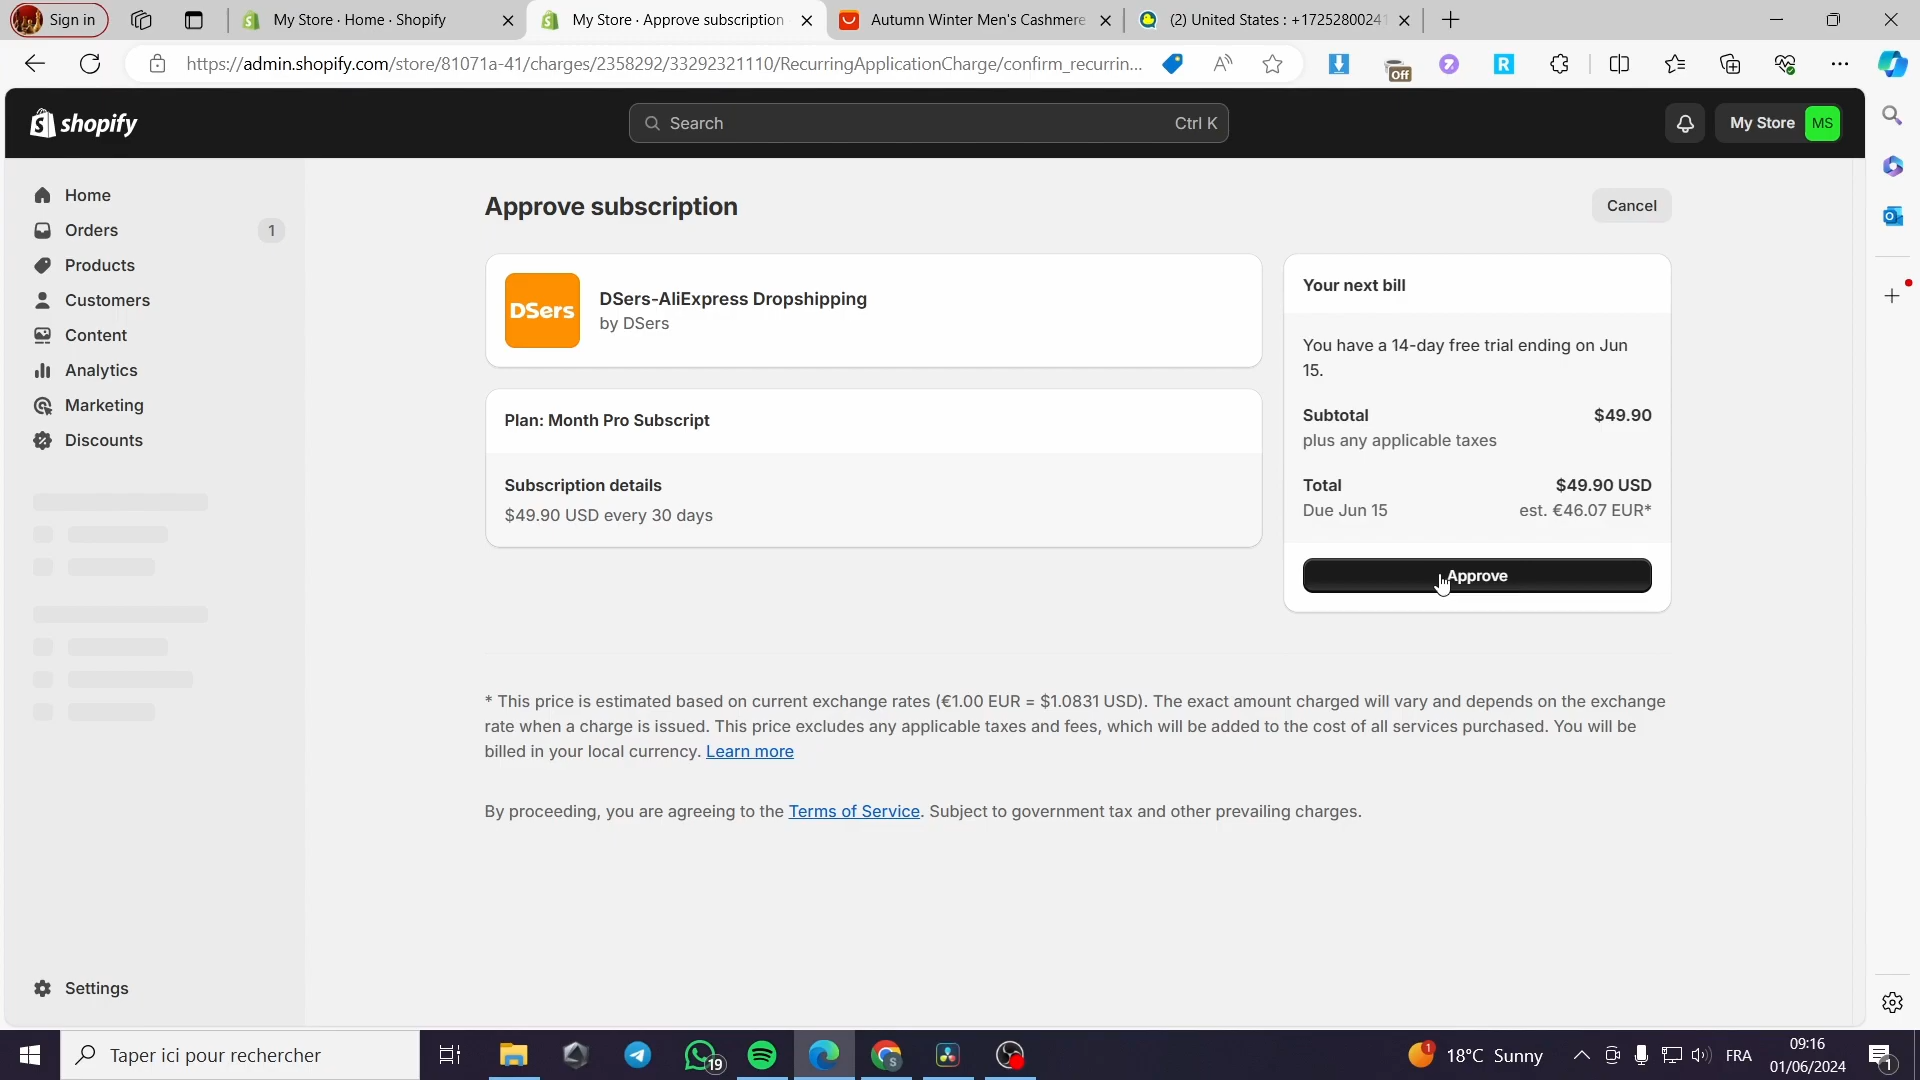 Sign in
My Store · Home · Shopify
My Store · Approve subscription
Autumn Winter Men's Cashmere
(2) United States : +1725280024
https://admin.shopify.com/store/81071a-41/charges/2358292/33292321110/RecurringApplicationCharge/confirm_recurrin...
Off
shopify
Search
Ctrl K
My Store
MS
Home
Orders
1
Products
Customers
Content
Analytics
Marketing
Discounts
Settings
Approve subscription
Cancel
DSers
DSers-AliExpress Dropshipping
by DSers
Plan: Month Pro Subscript
Subscription details
$49.90 USD every 30 days
Your next bill
You have a 14-day free trial ending on Jun
15.
Subtotal
$49.90
plus any applicable taxes
Total
$49.90 USD
Due Jun 15
est. €46.07 EUR*
Approve
* This price is estimated based on current exchange rates (€1.00 EUR = $1.0831 USD). The exact amount charged will vary and depends on the exchange
rate when a charge is issued. This price excludes any applicable taxes and fees, which will be added to the cost of all services purchased. You will be
billed in your local currency. Learn more
By proceeding, you are agreeing to the Terms of Service. Subject to government tax and other prevailing charges.
Taper ici pour rechercher
19
1
18°C Sunny
FRA
09:16
01/06/2024
1